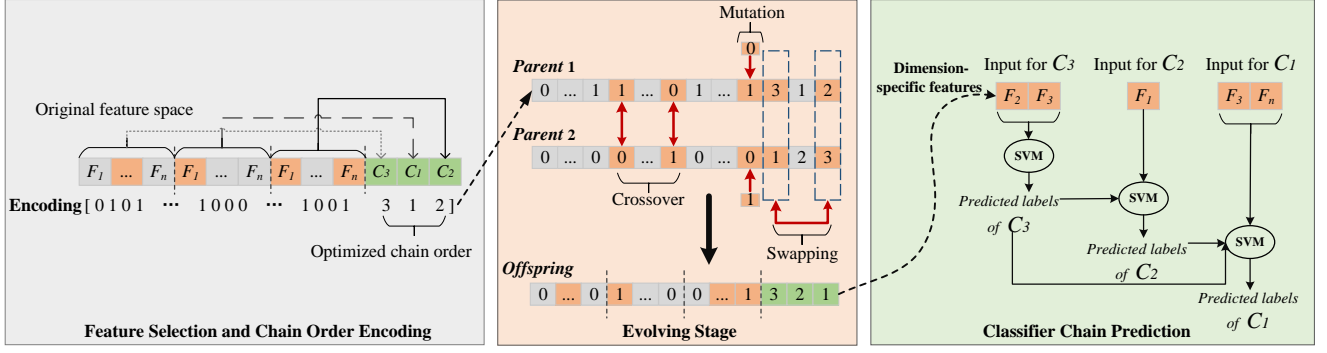 Original feature space
F1 ... Fn F1 ... Fn F1 ... Fn C3 C1 C2
Encoding [ 0 1 0 1 ... 1 0 0 0 ... 1 0 0 1 3 1 2 ]
Optimized chain order
Feature Selection and Chain Order Encoding
Mutation
0
Parent 1
0 ... 1 1 ... 0 1 ... 1 3 1 2
Parent 2
0 ... 0 0 ... 1 0 ... 0 1 2 3
1
Crossover
Swapping
Offspring
0 ... 0 1 ... 0 0 ... 1 3 2 1
Evolving Stage
Dimension-
specific features
Input for C3
Input for C2
Input for C1
F2 F3
F1
F3 Fn
SVM
Predicted labels
of C3
SVM
Predicted labels
of C2
SVM
Predicted labels
of C1
Classifier Chain Prediction